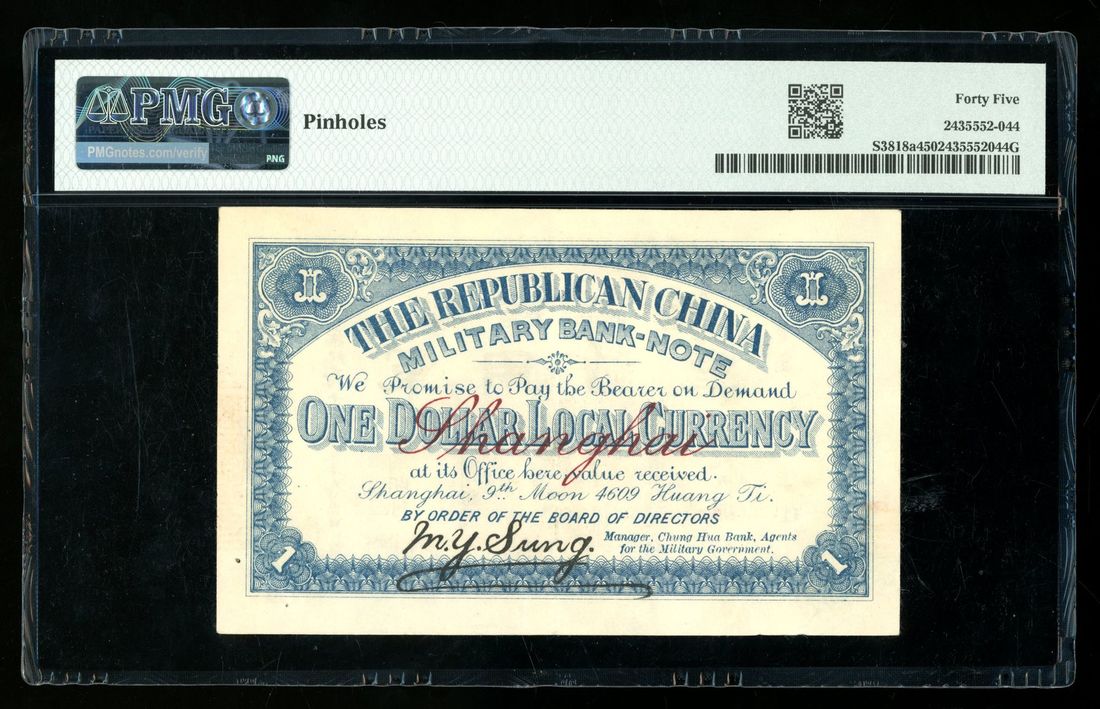 PMG
PMGnotes.com/verify
PNG
Pinholes
Forty Five
2435552-044
S3818a4502435552044G
THE REPUBLICAN CHINA
MILITARY BANK-NOTE
We Promise to Pay the Bearer on Demand
ONE DOLLAR LOCAL CURRENCY
Shanghai
at its Office here, value received.
Shanghai, 9th Moon 4609 Huang Ti.
BY ORDER OF THE BOARD OF DIRECTORS
M.Y. Sung.
Manager, Chung Hua Bank, Agents
for the Military Government.
1
1